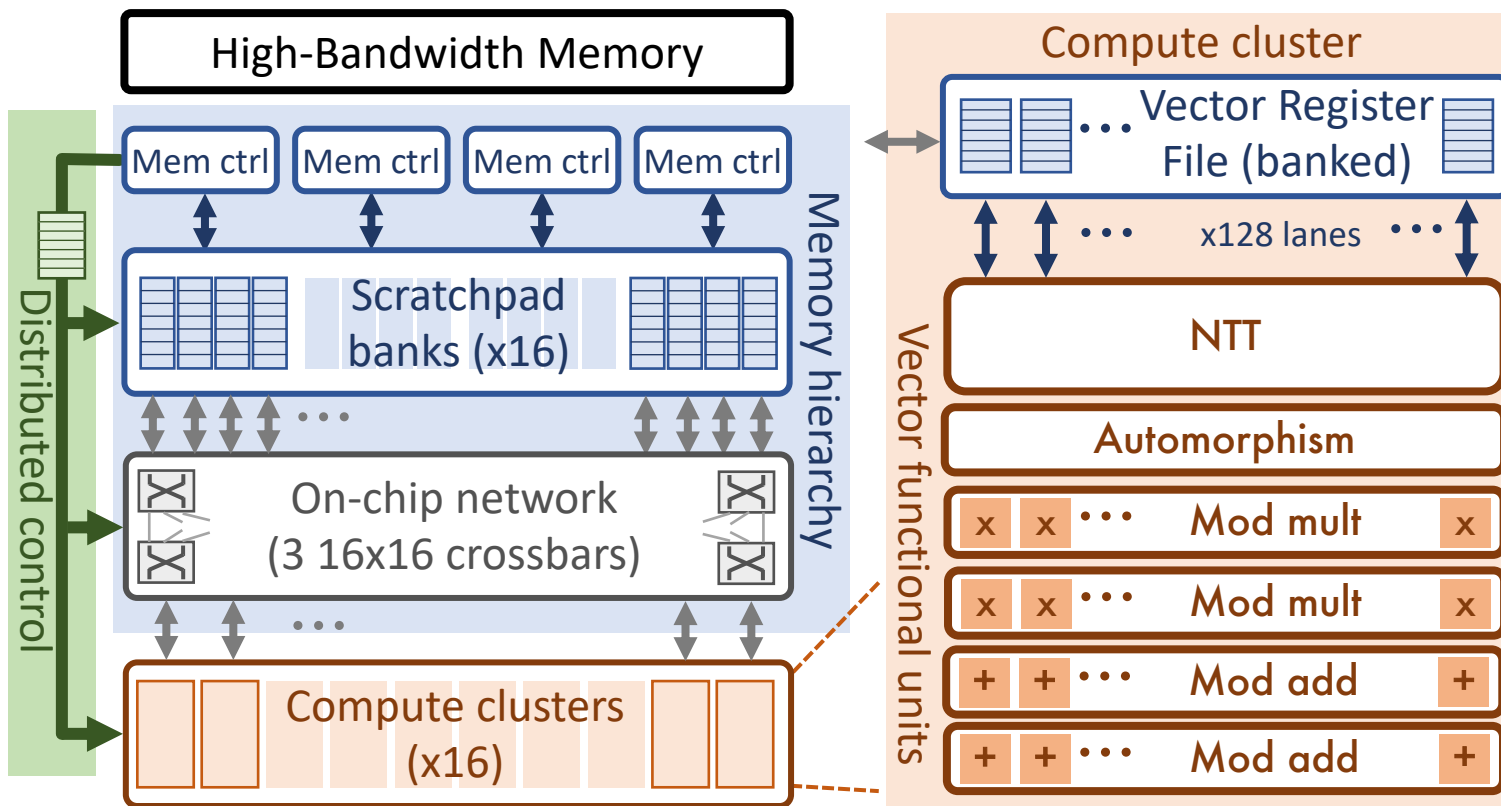 High-Bandwidth Memory
Distributed control
Mem ctrl
Mem ctrl
Mem ctrl
Mem ctrl
Memory hierarchy
Scratchpad
banks (x16)
...
On-chip network
(3 16x16 crossbars)
...
Compute clusters
(x16)
Compute cluster
... Vector Register
File (banked)
... x128 lanes ...
Vector functional units
NTT
Automorphism
x x ... Mod mult x
x x ... Mod mult x
+ + ... Mod add +
+ + ... Mod add +